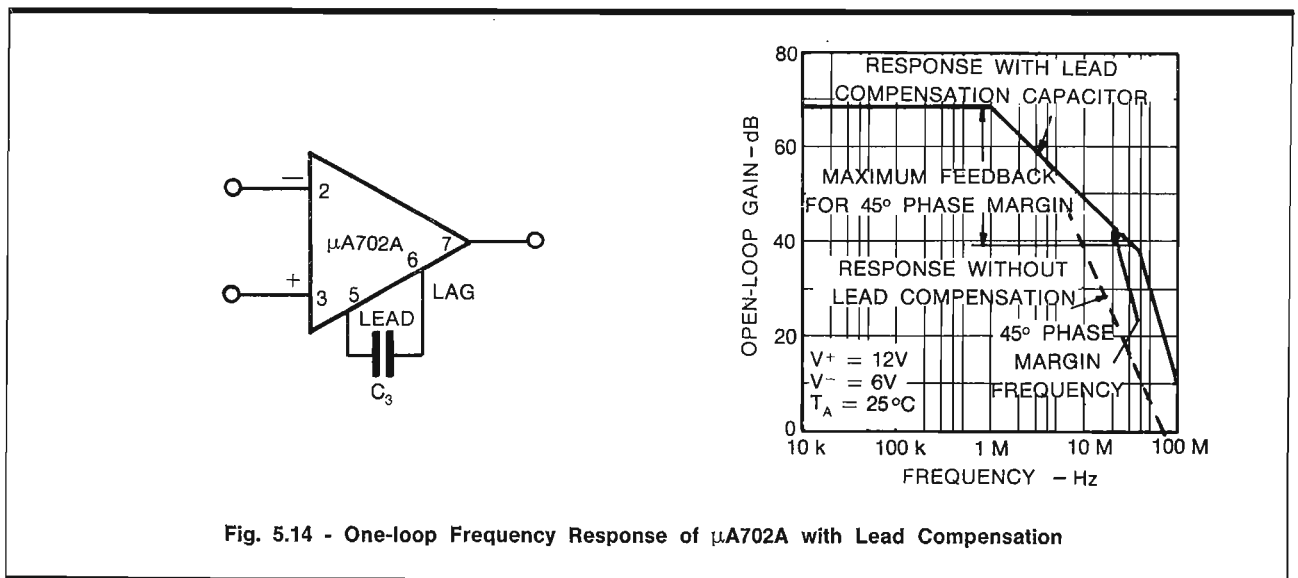 −
2
μA702A
7
6
+
3
5
LAG
LEAD
C3
80
60
40
20
0
OPEN-LOOP GAIN-dB
RESPONSE WITH LEAD
COMPENSATION CAPACITOR
MAXIMUM FEEDBACK
FOR 45º PHASE MARGIN
RESPONSE WITHOUT
LEAD COMPENSATION
45º PHASE
MARGIN
FREQUENCY
V+ = 12V
V− = 6V
TA = 25ºC
10 k 100 k 1 M 10 M 100 M
FREQUENCY - Hz
Fig. 5.14 - One-loop Frequency Response of μA702A with Lead Compensation